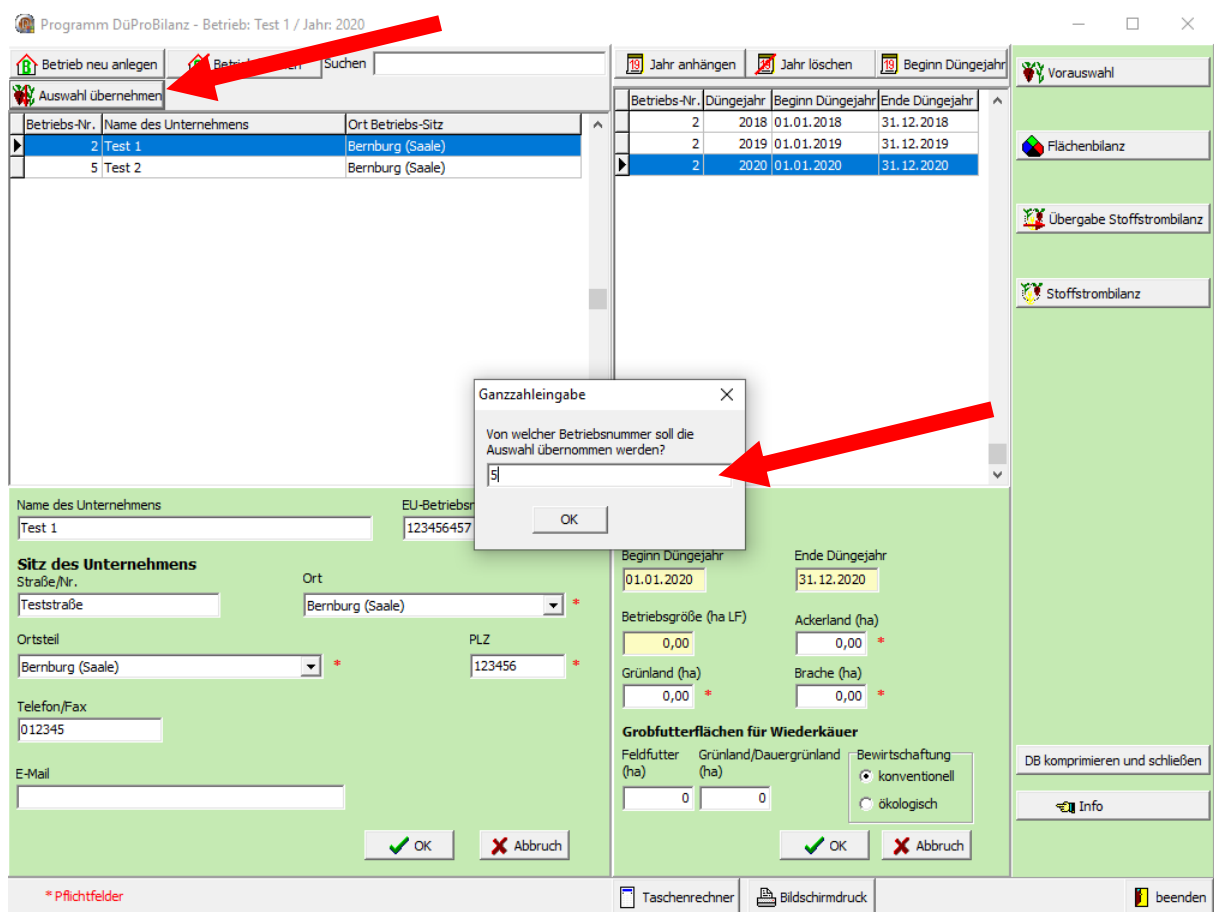 Programm DüProBilanz - Betrieb: Test 1 / Jahr: 2020
Betrieb neu anlegen
Suchen
Auswahl übernehmen
Betriebs-Nr. Name des Unternehmens Ort Betriebs-Sitz
2 Test 1 Bernburg (Saale)
5 Test 2 Bernburg (Saale)
Jahr anhängen Jahr löschen Beginn Düngejahr
Betriebs-Nr. Düngejahr Beginn Düngejahr Ende Düngejahr
2 2018 01.01.2018 31.12.2018
2 2019 01.01.2019 31.12.2019
2 2020 01.01.2020 31.12.2020
Vorauswahl
Flächenbilanz
Übergabe Stoffstrombilanz
Stoffstrombilanz
Ganzzahleingabe
Von welcher Betriebsnummer soll die
Auswahl übernommen werden?
5
OK
Name des Unternehmens
Test 1 123456457
Sitz des Unternehmens
Straße/Nr. Ort
Teststraße Bernburg (Saale) *
Ortsteil PLZ
Bernburg (Saale) * 123456 *
Telefon/Fax
012345
E-Mail
OK Abbruch
Beginn Düngejahr Ende Düngejahr
01.01.2020 31.12.2020
Betriebsgröße (ha LF) Ackerland (ha)
0,00 0,00 *
Grünland (ha) Brache (ha)
0,00 * 0,00 *
Grobfutterflächen für Wiederkäuer
Feldfutter Grünland/Dauergrünland Bewirtschaftung
(ha) (ha) konventionell
0 0 ökologisch
OK Abbruch
DB komprimieren und schließen
Info
* Pflichtfelder
Taschenrechner Bildschirmdruck beenden